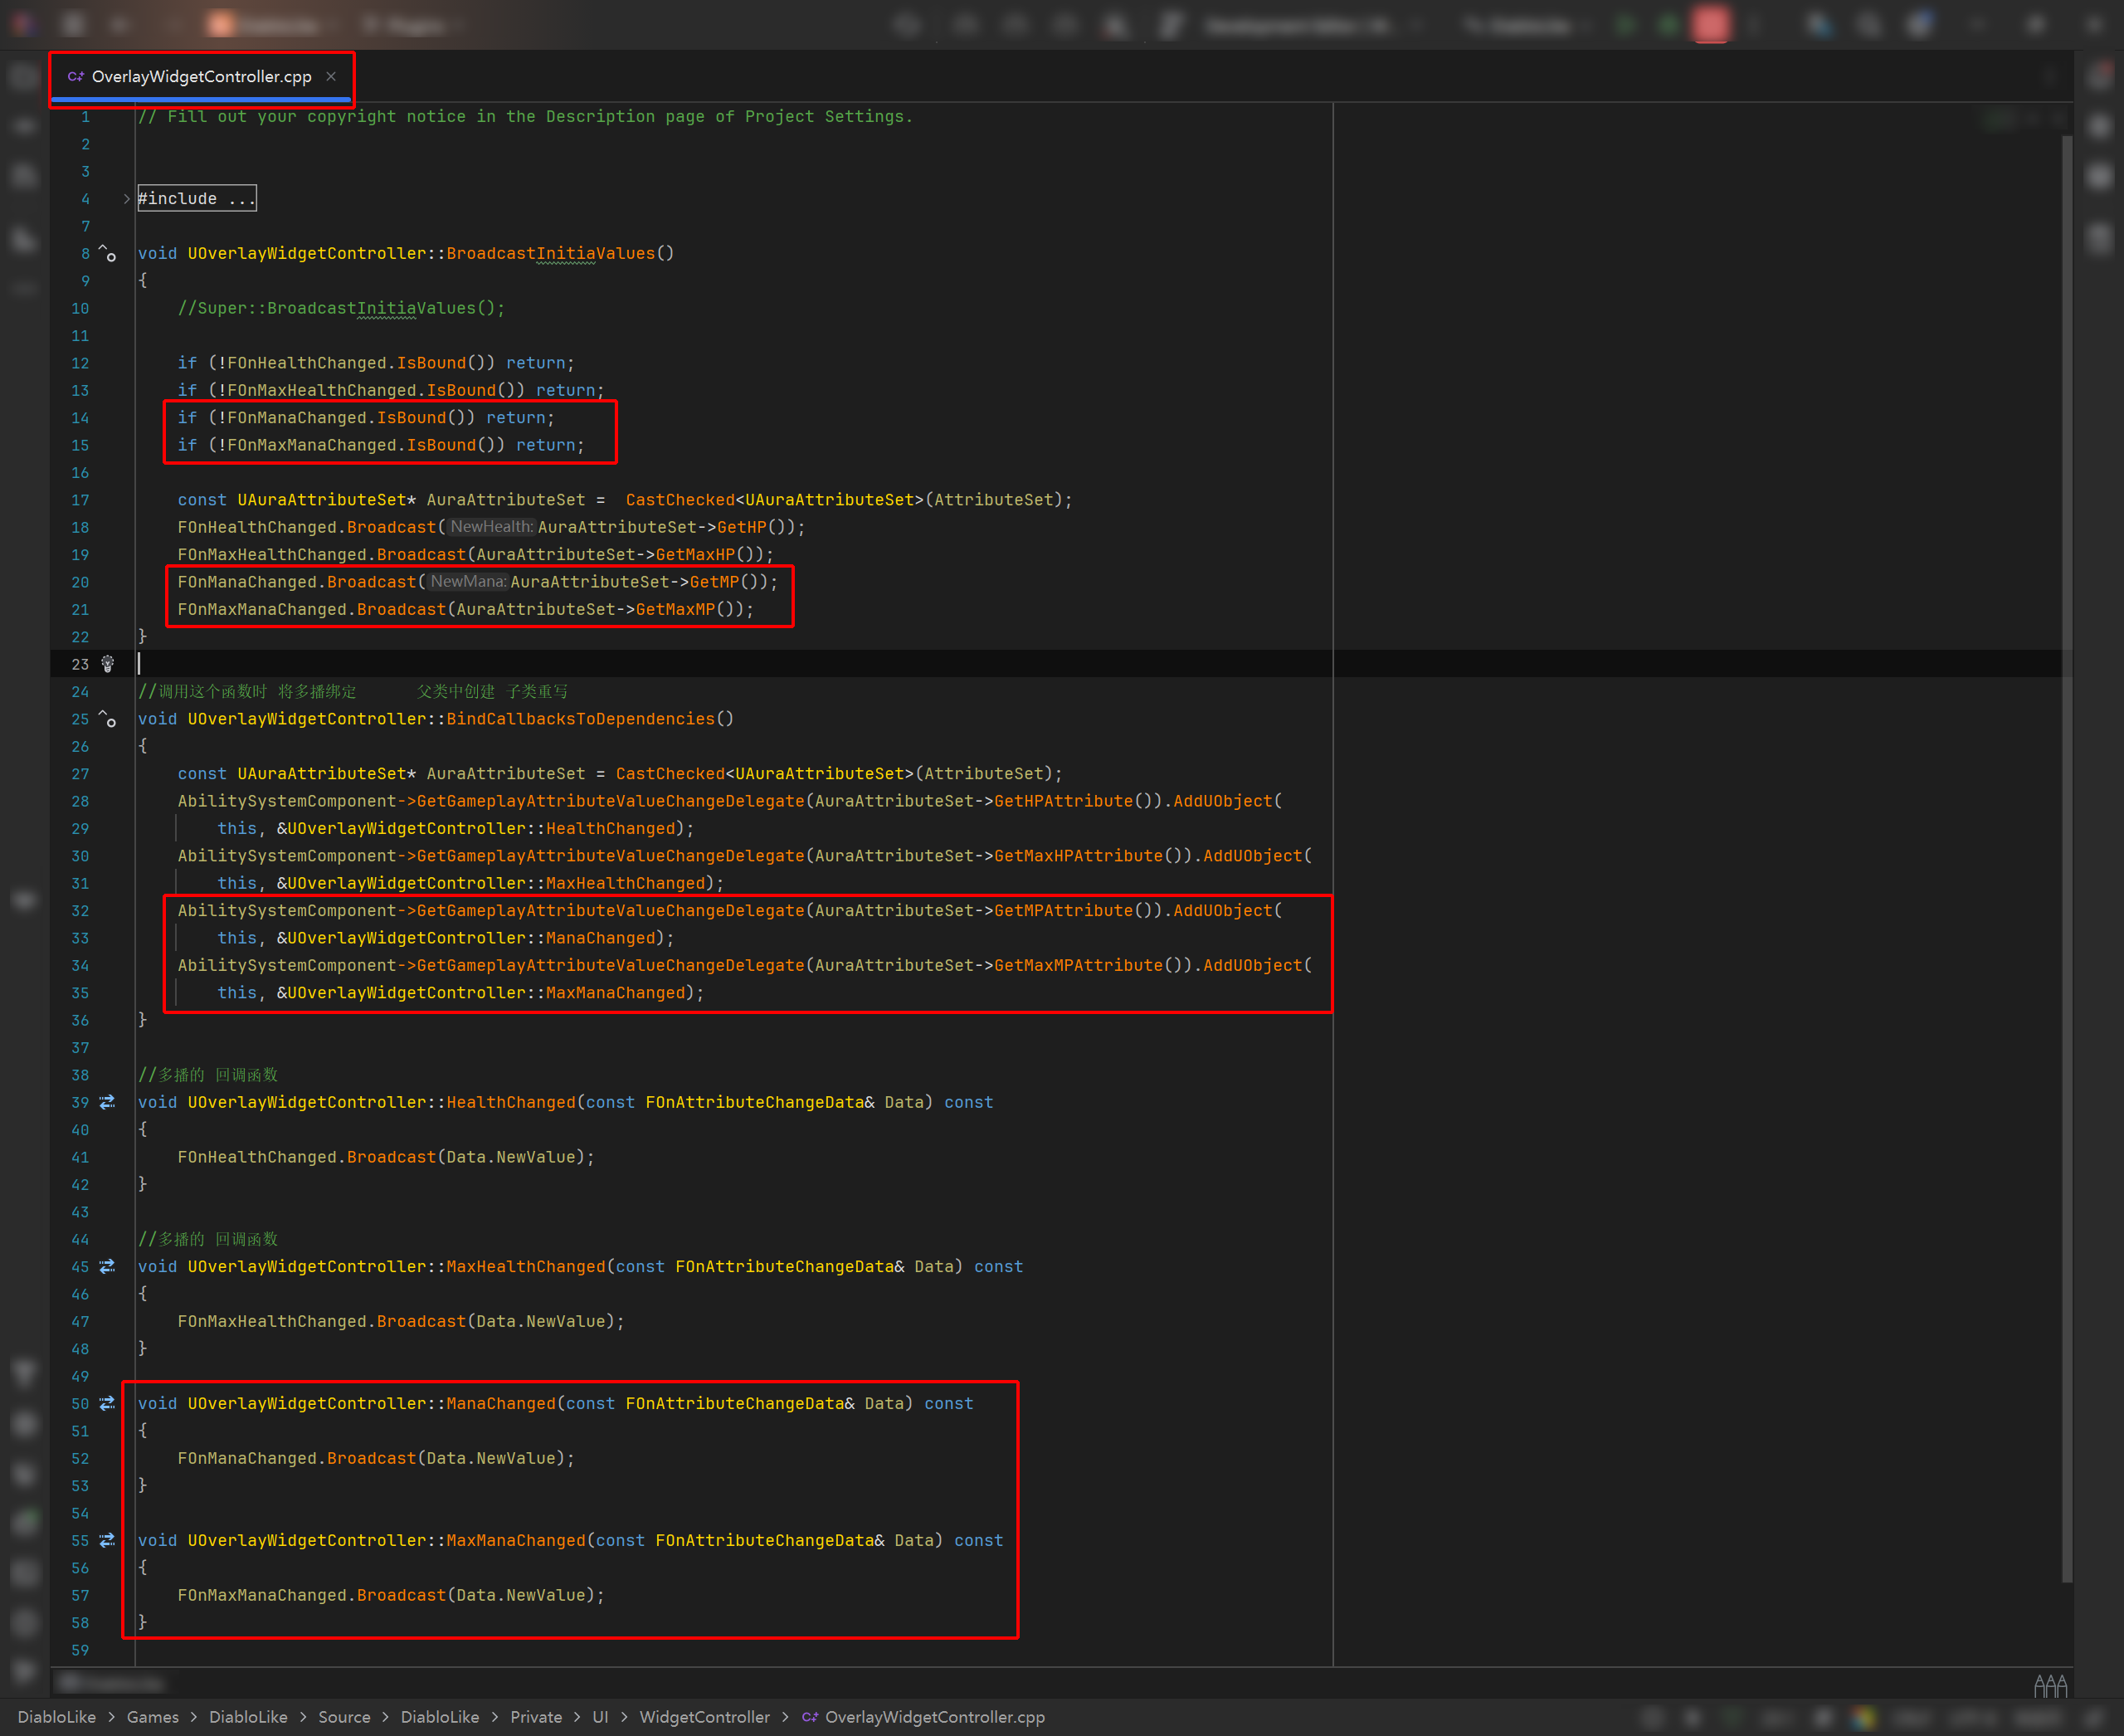 OverlayWidgetController.cpp
1 // Fill out your copyright notice in the Description page of Project Settings.
2
3
4 #include ...
7
8 void UOverlayWidgetController::BroadcastInitiaValues()
9 {
10 //Super::BroadcastInitiaValues();
11
12 if (!FOnHealthChanged.IsBound()) return;
13 if (!FOnMaxHealthChanged.IsBound()) return;
14 if (!FOnManaChanged.IsBound()) return;
15 if (!FOnMaxManaChanged.IsBound()) return;
16
17 const UAuraAttributeSet* AuraAttributeSet =  CastChecked<UAuraAttributeSet>(AttributeSet);
18 FOnHealthChanged.Broadcast( NewHealth: AuraAttributeSet->GetHP());
19 FOnMaxHealthChanged.Broadcast(AuraAttributeSet->GetMaxHP());
20 FOnManaChanged.Broadcast( NewMana: AuraAttributeSet->GetMP());
21 FOnMaxManaChanged.Broadcast(AuraAttributeSet->GetMaxMP());
22 }
23
24 //调用这个函数时 将多播绑定      父类中创建 子类重写
25 void UOverlayWidgetController::BindCallbacksToDependencies()
26 {
27 const UAuraAttributeSet* AuraAttributeSet = CastChecked<UAuraAttributeSet>(AttributeSet);
28 AbilitySystemComponent->GetGameplayAttributeValueChangeDelegate(AuraAttributeSet->GetHPAttribute()).AddUObject(
29 this, &UOverlayWidgetController::HealthChanged);
30 AbilitySystemComponent->GetGameplayAttributeValueChangeDelegate(AuraAttributeSet->GetMaxHPAttribute()).AddUObject(
31 this, &UOverlayWidgetController::MaxHealthChanged);
32 AbilitySystemComponent->GetGameplayAttributeValueChangeDelegate(AuraAttributeSet->GetMPAttribute()).AddUObject(
33 this, &UOverlayWidgetController::ManaChanged);
34 AbilitySystemComponent->GetGameplayAttributeValueChangeDelegate(AuraAttributeSet->GetMaxMPAttribute()).AddUObject(
35 this, &UOverlayWidgetController::MaxManaChanged);
36 }
37
38 //多播的 回调函数
39 void UOverlayWidgetController::HealthChanged(const FOnAttributeChangeData& Data) const
40 {
41 FOnHealthChanged.Broadcast(Data.NewValue);
42 }
43
44 //多播的 回调函数
45 void UOverlayWidgetController::MaxHealthChanged(const FOnAttributeChangeData& Data) const
46 {
47 FOnMaxHealthChanged.Broadcast(Data.NewValue);
48 }
49
50 void UOverlayWidgetController::ManaChanged(const FOnAttributeChangeData& Data) const
51 {
52 FOnManaChanged.Broadcast(Data.NewValue);
53 }
54
55 void UOverlayWidgetController::MaxManaChanged(const FOnAttributeChangeData& Data) const
56 {
57 FOnMaxManaChanged.Broadcast(Data.NewValue);
58 }
59
DiabloLike > Games > DiabloLike > Source > DiabloLike > Private > UI > WidgetController > OverlayWidgetController.cpp